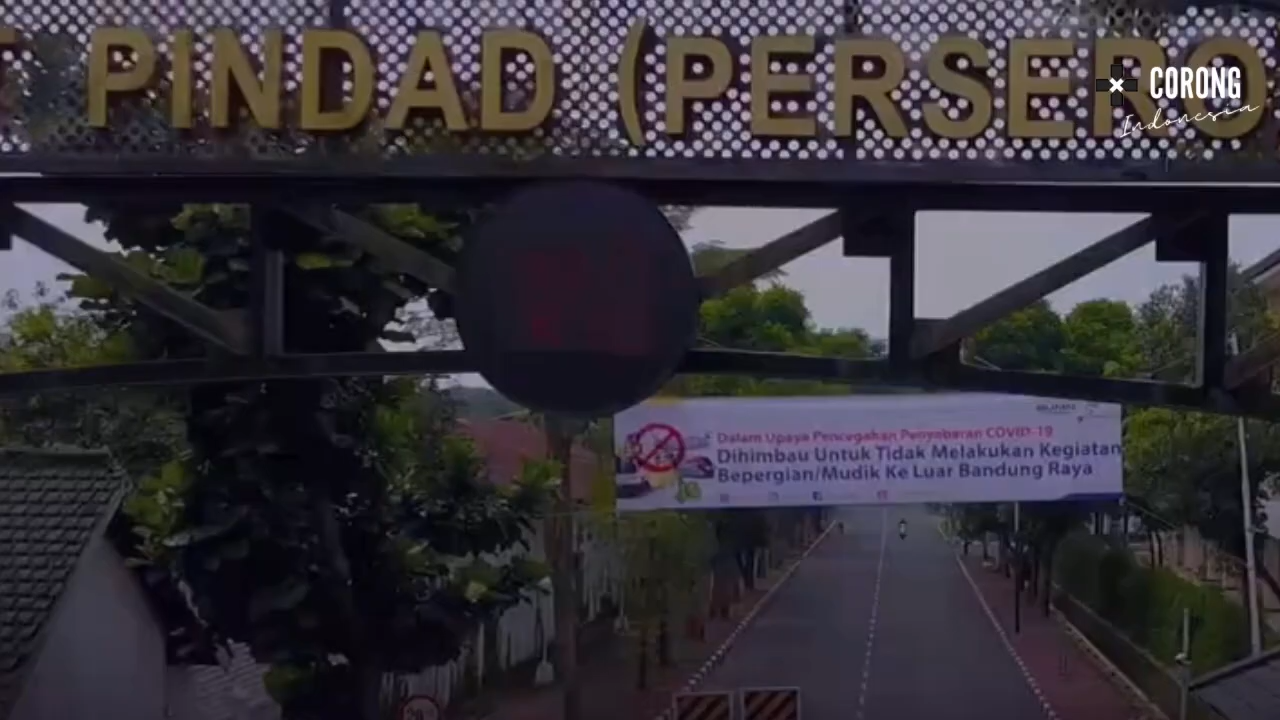 PINDAD (PERSERO
CORONG
Indonesia
Dalam Upaya Pencegahan Penyebaran COVID-19
Dihimbau Untuk Tidak Melakukan Kegiatan
Bepergian/Mudik Ke Luar Bandung Raya